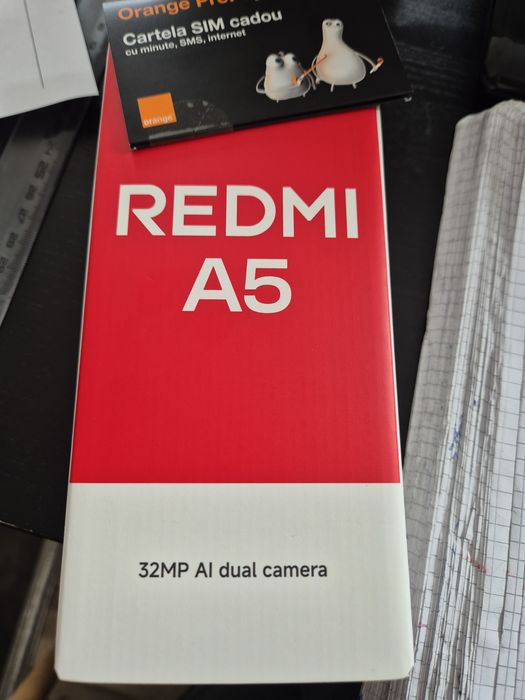 Orange
Cartela SIM cadou
cu minute, SMS, internet
orange
REDMI
A5
32MP AI dual camera